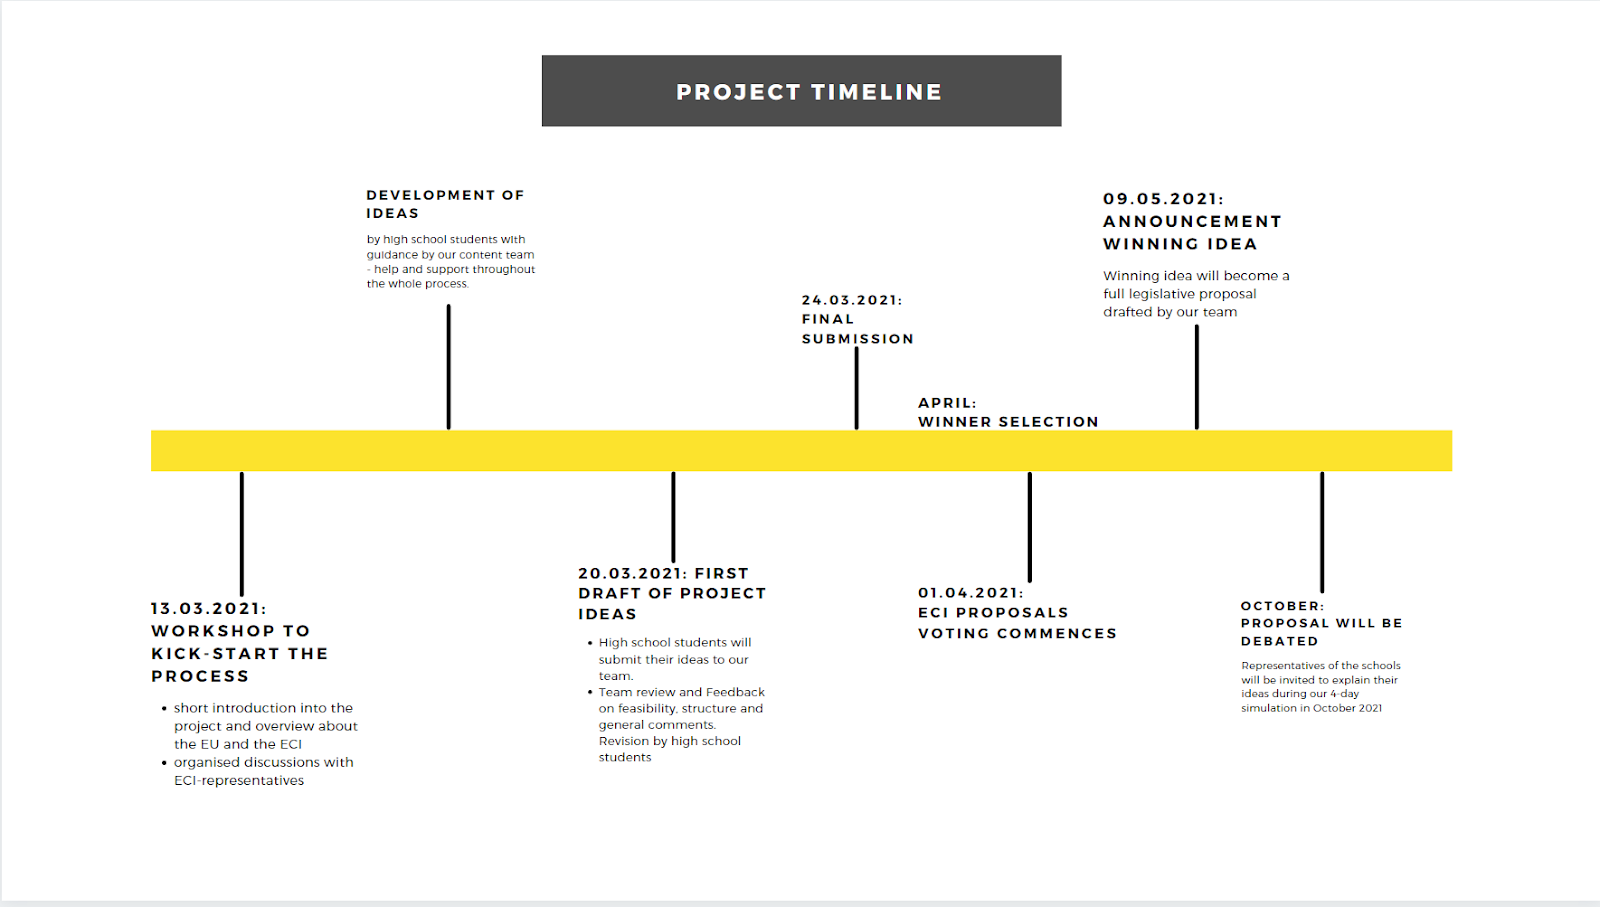 PROJECT TIMELINE
DEVELOPMENT OF
IDEAS
by high school students with
guidance by our content team
- help and support throughout
the whole process.
09.05.2021:
ANNOUNCEMENT
WINNING IDEA
Winning idea will become a
full legislative proposal
drafted by our team
24.03.2021:
FINAL
SUBMISSION
APRIL:
WINNER SELECTION
13.03.2021:
WORKSHOP TO
KICK-START THE
PROCESS
• short introduction into the
project and overview about
the EU and the ECI
• organised discussions with
ECI-representatives
20.03.2021: FIRST
DRAFT OF PROJECT
IDEAS
• High school students will
submit their ideas to our
team.
• Team review and Feedback
on feasibility, structure and
general comments.
Revision by high school
students
01.04.2021:
ECI PROPOSALS
VOTING COMMENCES
OCTOBER:
PROPOSAL WILL BE
DEBATED
Representatives of the schools
will be invited to explain their
ideas during our 4-day
simulation in October 2021